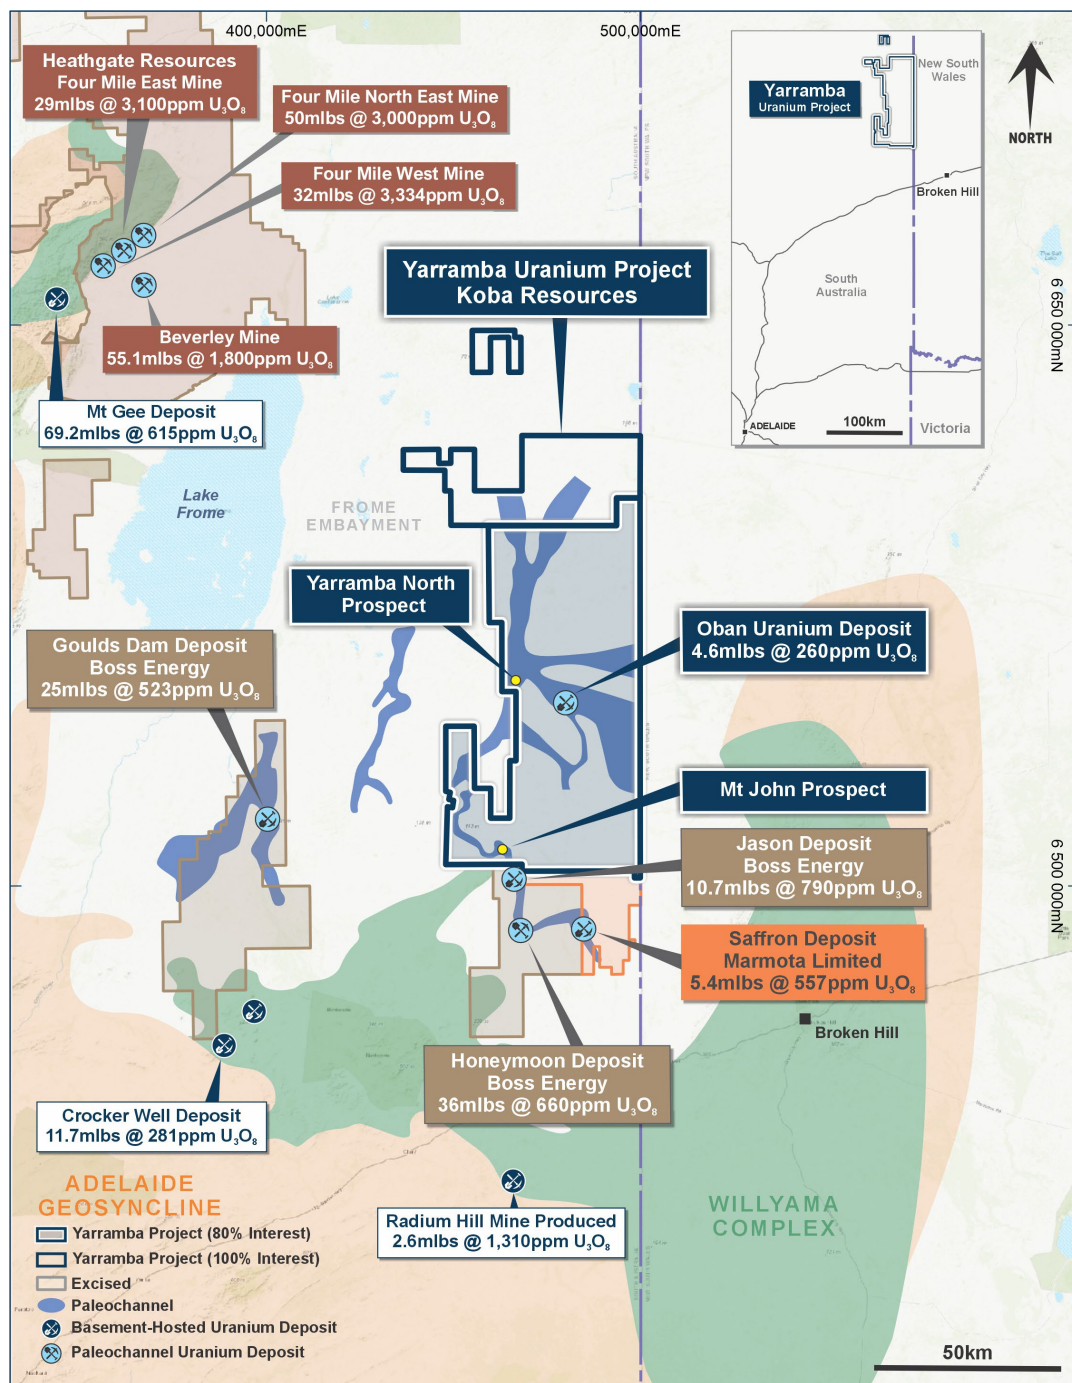 400,000mE
500,000mE
Heathgate Resources
Four Mile East Mine
29mlbs @ 3,100ppm U₃O₈
Four Mile North East Mine
50mlbs @ 3,000ppm U₃O₈
Four Mile West Mine
32mlbs @ 3,334ppm U₃O₈
Beverley Mine
55.1mlbs @ 1,800ppm U₃O₈
Mt Gee Deposit
69.2mlbs @ 615ppm U₃O₈
Yarramba Uranium Project
Koba Resources
Yarramba
Uranium Project
New South
Wales
Broken Hill
South
Australia
ADELAIDE
100km
Victoria
NORTH
6 650 000mN
Lake
Frome
FROME
EMBAYMENT
Yarramba North
Prospect
Oban Uranium Deposit
4.6mlbs @ 260ppm U₃O₈
Goulds Dam Deposit
Boss Energy
25mlbs @ 523ppm U₃O₈
Mt John Prospect
Jason Deposit
Boss Energy
10.7mlbs @ 790ppm U₃O₈
6 500 000mN
Saffron Deposit
Marmota Limited
5.4mlbs @ 557ppm U₃O₈
Broken Hill
Honeymoon Deposit
Boss Energy
36mlbs @ 660ppm U₃O₈
Crocker Well Deposit
11.7mlbs @ 281ppm U₃O₈
Radium Hill Mine Produced
2.6mlbs @ 1,310ppm U₃O₈
WILLYAMA
COMPLEX
ADELAIDE
GEOSYNCLINE
Yarramba Project (80% Interest)
Yarramba Project (100% Interest)
Excised
Paleochannel
Basement-Hosted Uranium Deposit
Paleochannel Uranium Deposit
50km